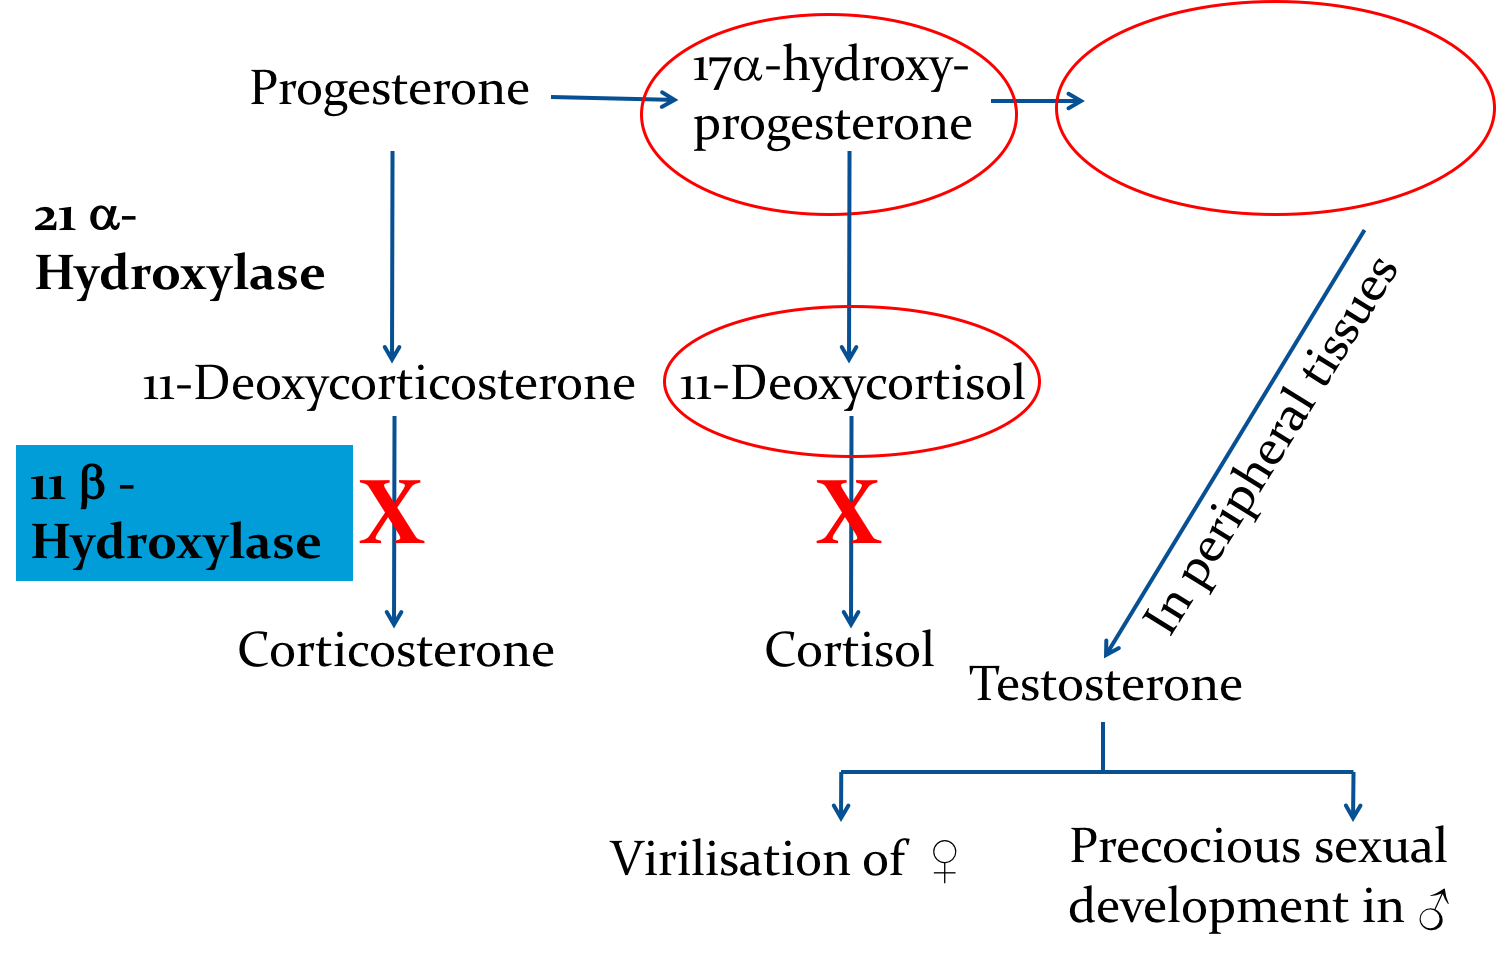 Progesterone
17α-hydroxy-
progesterone
21 α-
Hydroxylase
11-Deoxycorticosterone
11-Deoxycortisol
In peripheral tissues
11 β -
Hydroxylase
X
X
Corticosterone
Cortisol
Testosterone
Virilisation of ♀
Precocious sexual
development in ♂